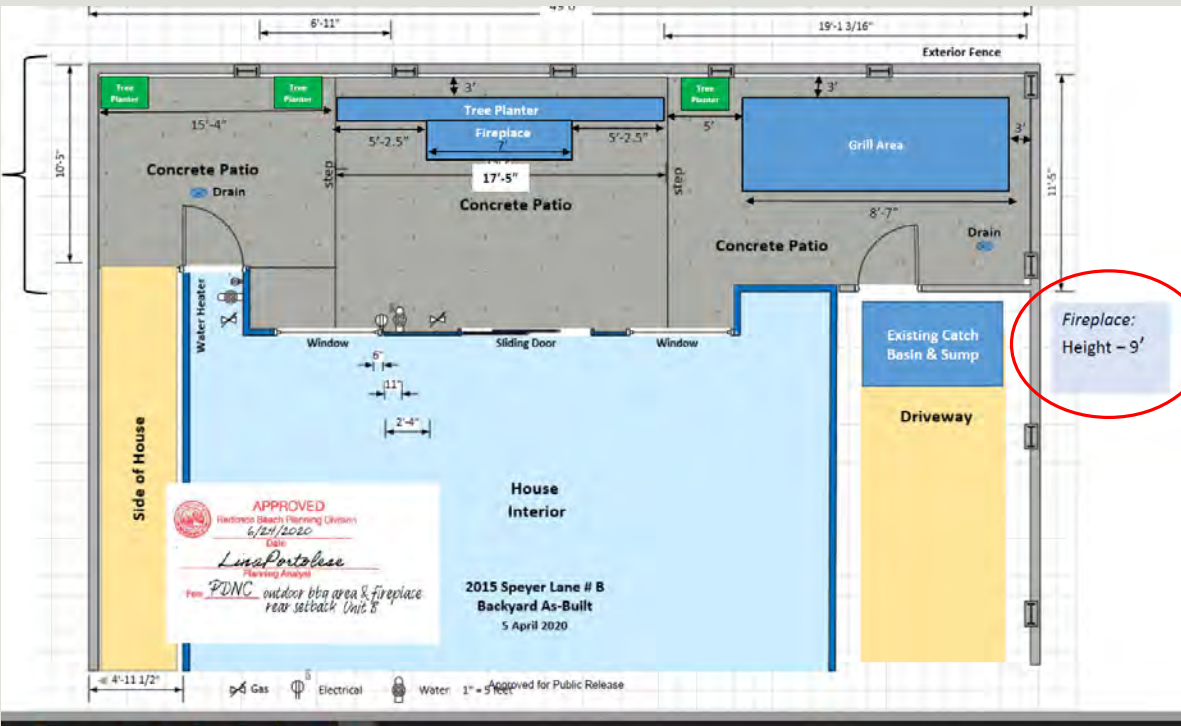 6'-11"
19'-1 3/16"
Exterior Fence
Tree
Planter
Tree
Planter
3'
Tree Planter
Tree
Planter
3'
15'-4"
5'-2.5"
Fireplace
7'
5'-2.5"
5'
Grill Area
3'
10'-5"
Concrete Patio
Drain
step
17'-5"
Concrete Patio
step
11'-5"
8'-7"
Drain
Concrete Patio
Water Heater
Window
Sliding Door
Window
Existing Catch
Basin & Sump
Fireplace:
Height – 9'
6"
11"
2'-4"
Driveway
Side of House
House
Interior
APPROVED
Redondo Beach Planning Division
6/24/2020
Date
Lina Portolese
Planning Analyst
For PDNC outdoor bbq area & fireplace
rear setback Unit B
2015 Speyer Lane # B
Backyard As-Built
5 April 2020
4'-11 1/2"
Gas
Electrical
Water
1" = 5 feet
Approved for Public Release